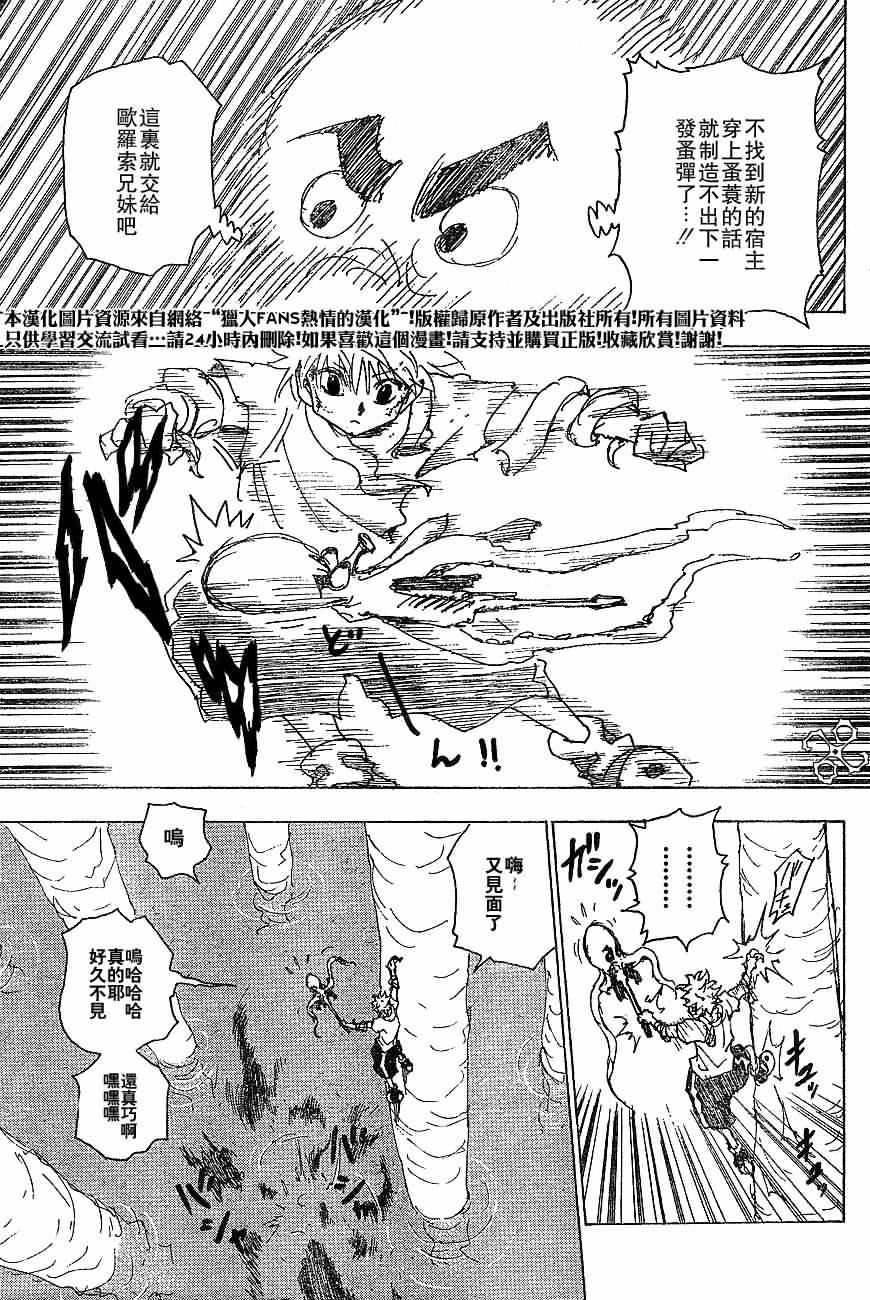 不找到新的宿主
穿上蚤蓑的話
就制造不出下一
發蚤彈了…!!
這裏就交給
歐羅索兄妹吧
本漢化圖片資源來自網絡“獵人FANS熱情的漢化”!版權歸原作者及出版社所有!所有圖片資料
只供學習交流試看…請24小時內刪除!如果喜歡這個漫畫!請支持並購買正版!收藏欣賞!謝謝!
ど
ん!!
………
ガシッ
キュ
嗨~
又見面了
嗚
嗚哈哈哈
真的耶
好久不見
還真巧啊
嘿嘿嘿